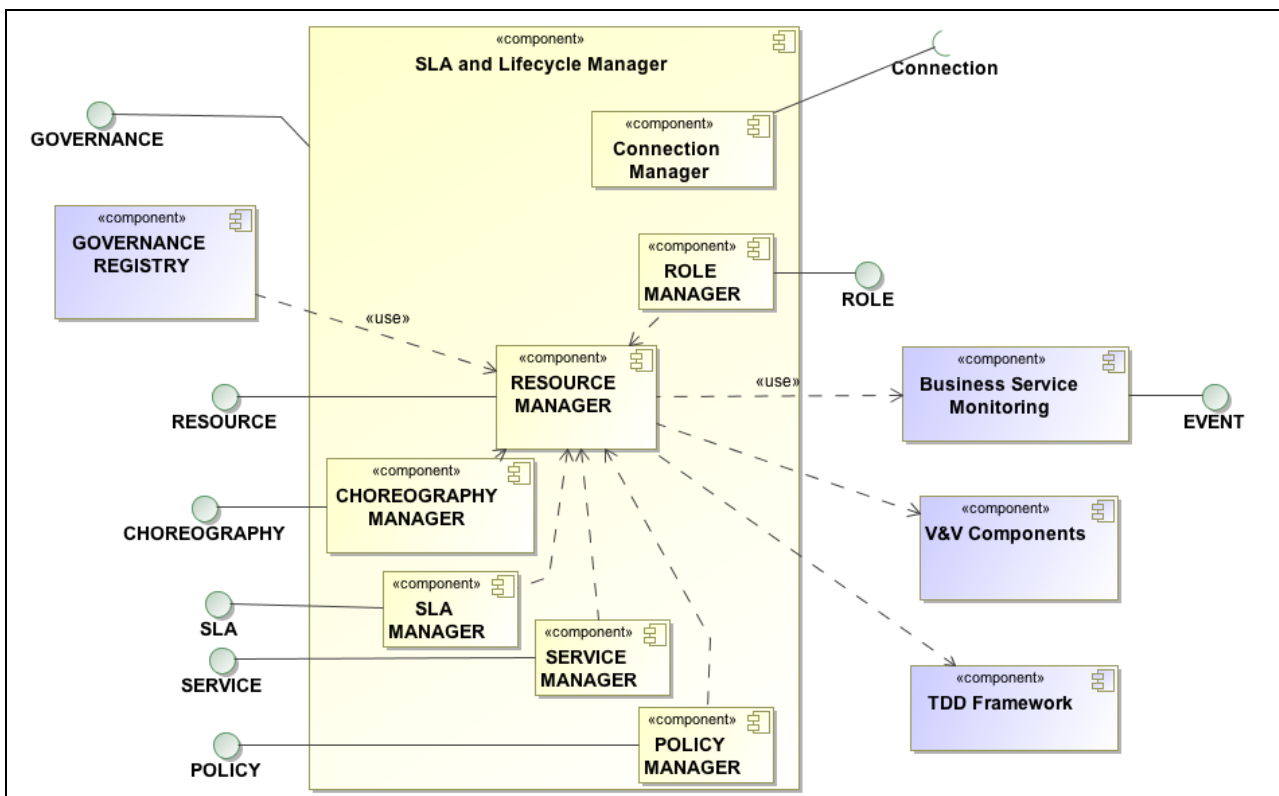 «component»
SLA and Lifecycle Manager
Connection
«component»
Connection
Manager
GOVERNANCE
«component»
GOVERNANCE
REGISTRY
«component»
ROLE
MANAGER
ROLE
«use»
«component»
RESOURCE
MANAGER
«use»
«component»
Business Service
Monitoring
EVENT
RESOURCE
«component»
CHOREOGRAPHY
MANAGER
CHOREOGRAPHY
«component»
V&V Components
«component»
SLA
MANAGER
SLA
«component»
SERVICE
MANAGER
SERVICE
«component»
TDD Framework
«component»
POLICY
MANAGER
POLICY